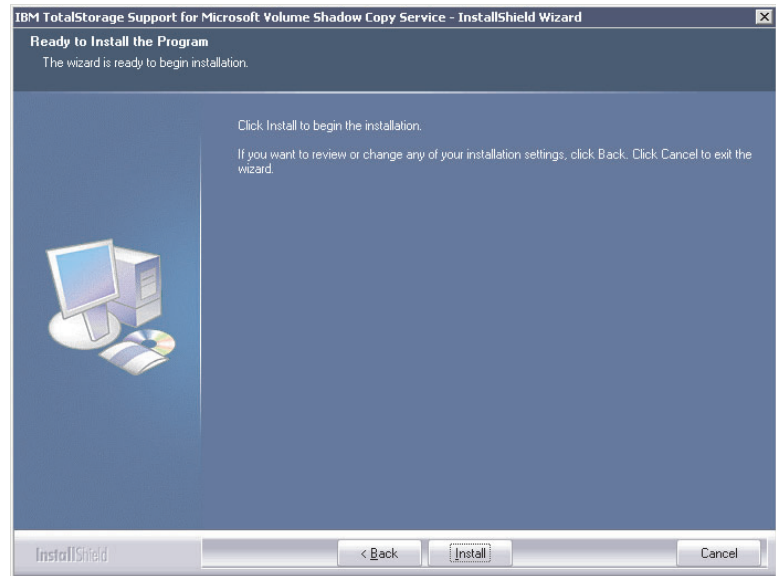 IBM TotalStorage Support for Microsoft Volume Shadow Copy Service - InstallShield Wizard
Ready to Install the Program
The wizard is ready to begin installation.
Click Install to begin the installation.
If you want to review or change any of your installation settings, click Back. Click Cancel to exit the
wizard.
InstallShield
< Back
Install
Cancel